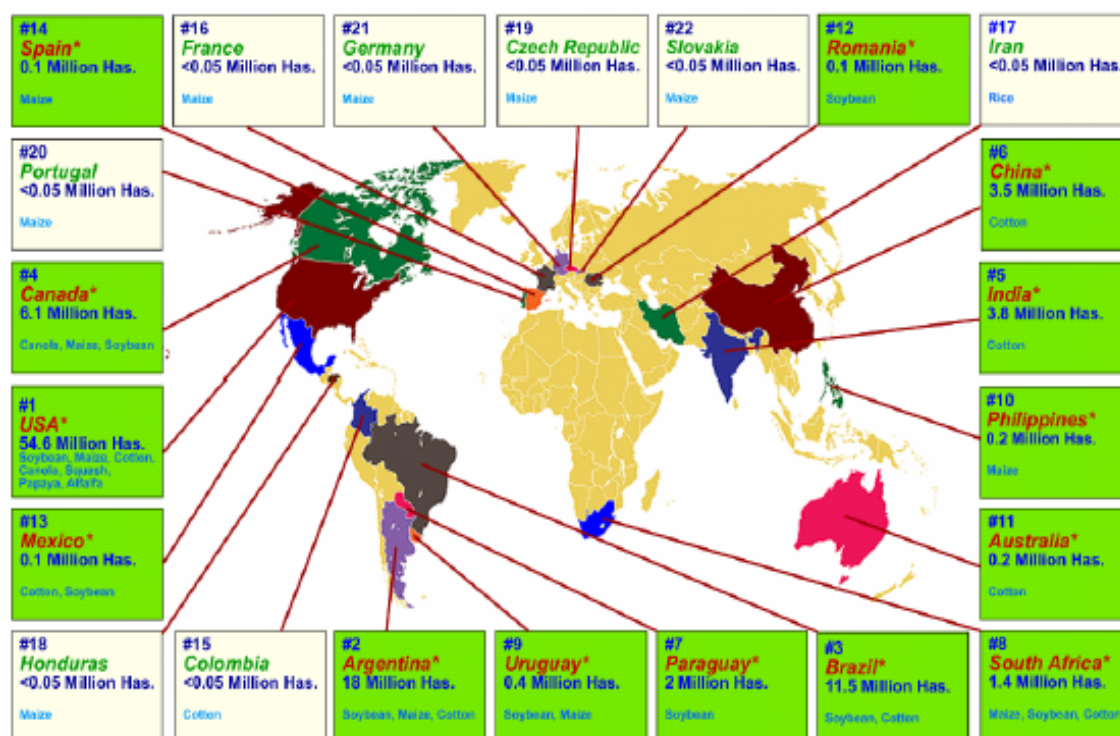 #14
Spain*
0.1 Million Has.
Maize
#16
France
<0.05 Million Has.
Maize
#21
Germany
<0.05 Million Has.
Maize
#19
Czech Republic
<0.05 Million Has.
Maize
#22
Slovakia
<0.05 Million Has.
Maize
#12
Romania*
0.1 Million Has.
Soybean
#17
Iran
<0.05 Million Has.
Rice
#20
Portugal
<0.05 Million Has.
Maize
#6
China*
3.5 Million Has.
Cotton
#4
Canada*
6.1 Million Has.
Canola, Maize, Soybean
#5
India*
3.8 Million Has.
Cotton
#1
USA*
54.6 Million Has.
Soybean, Maize, Cotton,
Canola, Squash,
Papaya, Alfalfa
#10
Philippines*
0.2 Million Has.
Maize
#13
Mexico*
0.1 Million Has.
Cotton, Soybean
#11
Australia*
0.2 Million Has.
Cotton
#18
Honduras
<0.05 Million Has.
Maize
#15
Colombia
<0.05 Million Has.
Cotton
#2
Argentina*
18 Million Has.
Soybean, Maize, Cotton
#9
Uruguay*
0.4 Million Has.
Soybean, Maize
#7
Paraguay*
2 Million Has.
Soybean
#3
Brazil*
11.5 Million Has.
Soybean, Cotton
#8
South Africa*
1.4 Million Has.
Maize, Soybean, Cotton